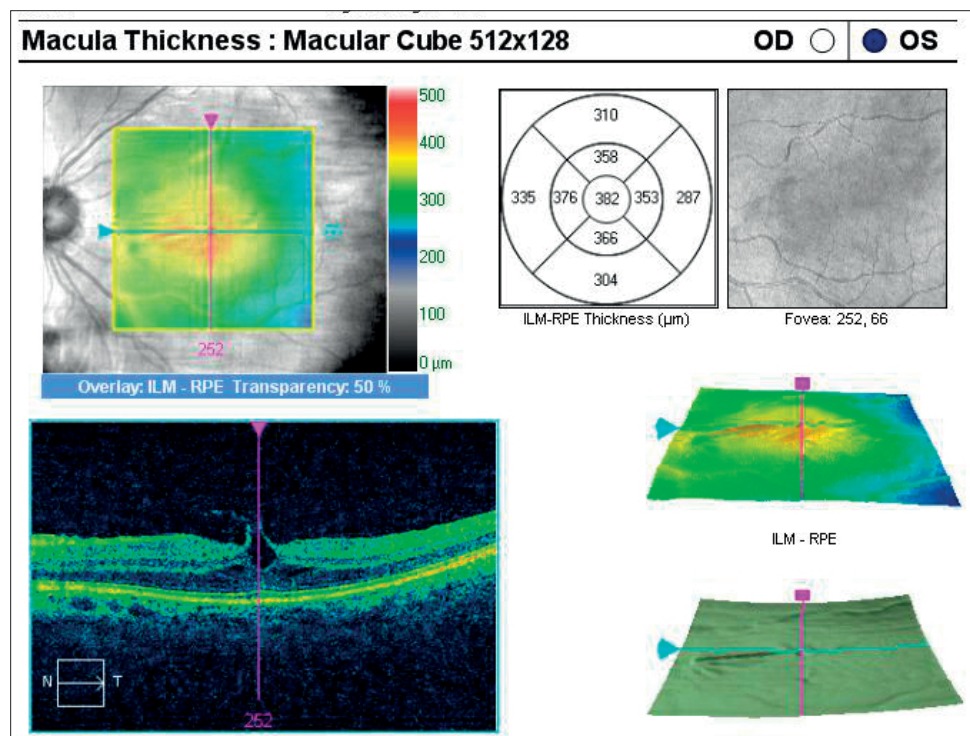 Macula Thickness : Macular Cube 512x128 OD OS
500
400
300
200
100
0 µm
252
Overlay: ILM - RPE Transparency: 50 %
310
358
335 376 382 353 287
366
304
ILM-RPE Thickness (µm)
Fovea: 252, 66
ILM - RPE
N T
252